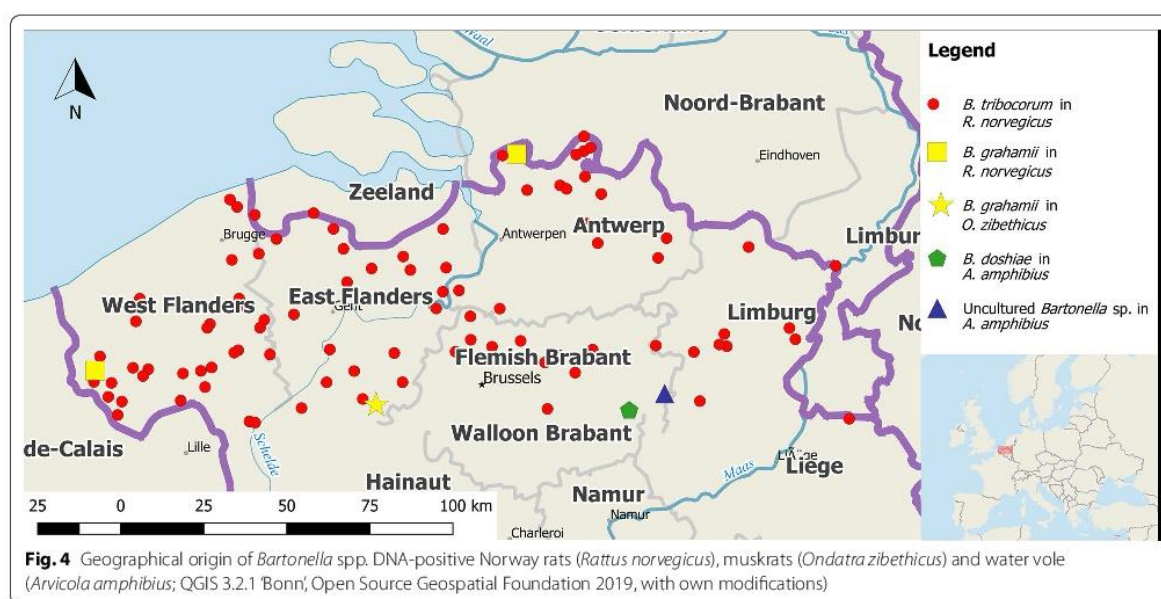 Waal
Maas
Noord-Brabant
Eindhoven
N
Zeeland
Brugge
Antwerpen
Antwerp
Limbur
West Flanders
East Flanders
Gent
Limburg
Flemish Brabant
Brussels
Walloon Brabant
de-Calais
Lille
Schelde
Liège
Maas
Hainaut
Namur
Namur
Charleroi
25 0 25 50 75 100 km
Legend
B. tribocorum in
R. norvegicus
B. grahamii in
R. norvegicus
B. grahamii in
O. zibethicus
B. doshiae in
A. amphibius
Uncultured Bartonella sp. in
A. amphibius
Fig. 4 Geographical origin of Bartonella spp. DNA-positive Norway rats (Rattus norvegicus), muskrats (Ondatra zibethicus) and water vole
(Arvicola amphibius; QGIS 3.2.1 ‘Bonn’, Open Source Geospatial Foundation 2019, with own modifications)